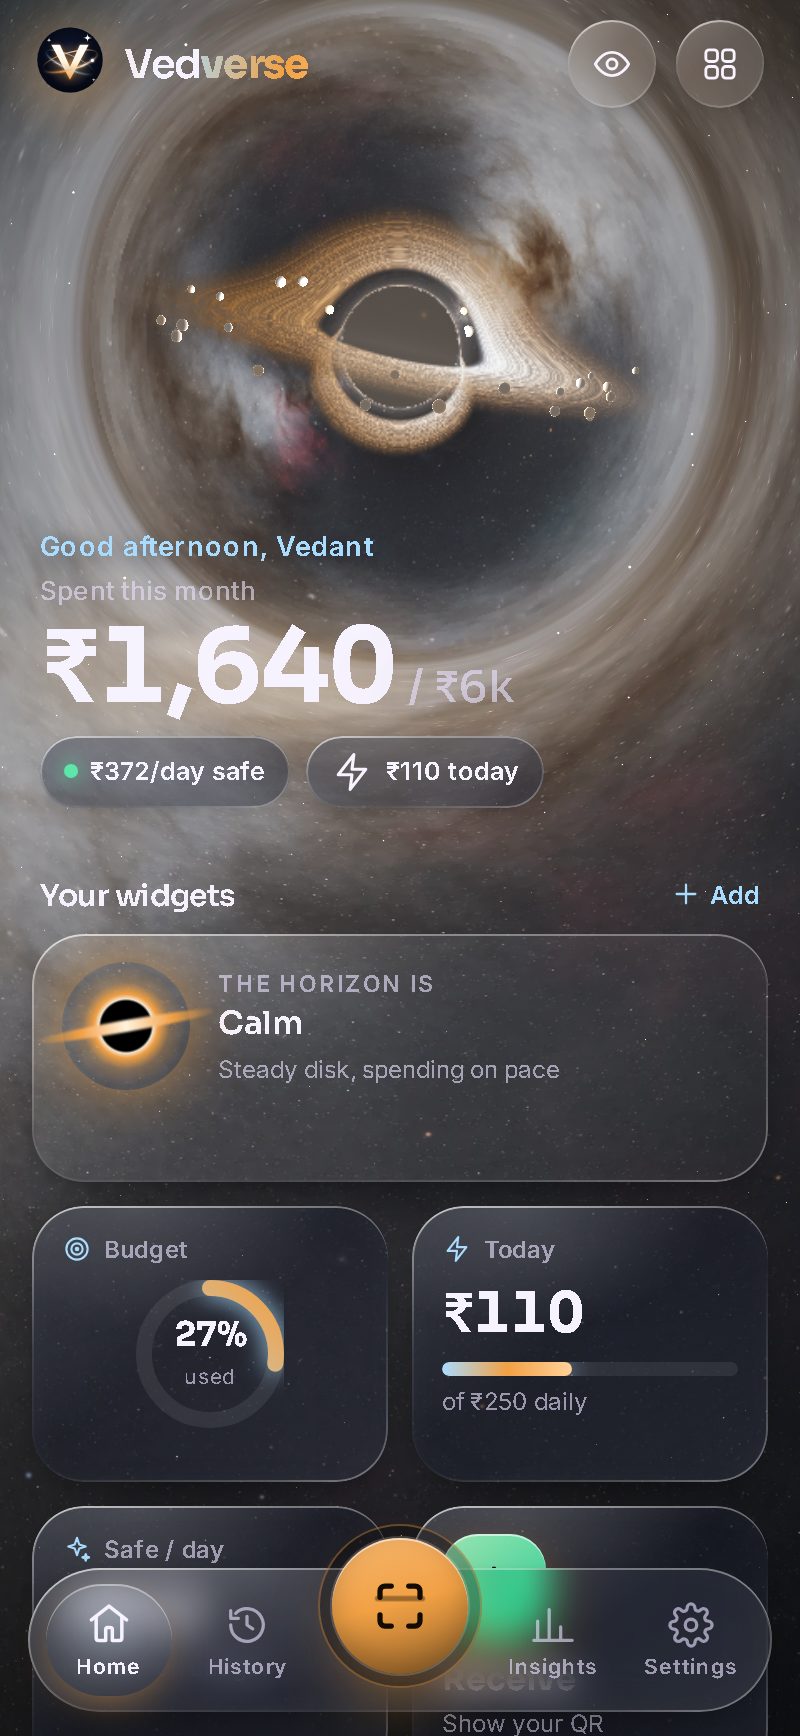 Vedverse
Good afternoon, Vedant
Spent this month
₹1,640 / ₹6k
₹372/day safe
₹110 today
Your widgets
+ Add
THE HORIZON IS
Calm
Steady disk, spending on pace
Budget
27%
used
Today
₹110
of ₹250 daily
Safe / day
Home
History
Insights
Settings
Receive
Show your QR